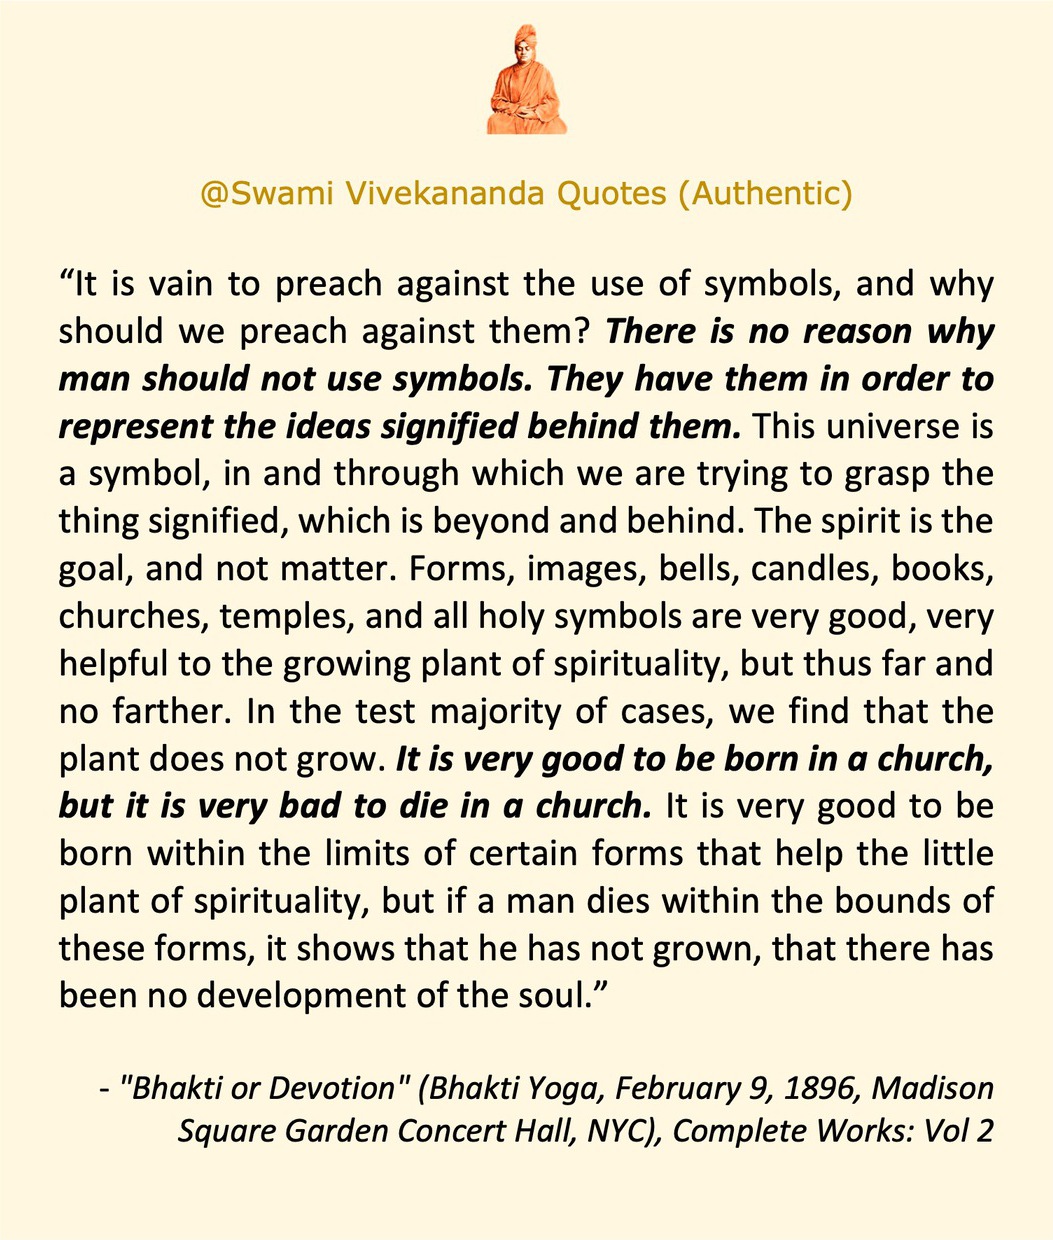 @Swami Vivekananda Quotes (Authentic)
“It is vain to preach against the use of symbols, and why
should we preach against them? There is no reason why
man should not use symbols. They have them in order to
represent the ideas signified behind them. This universe is
a symbol, in and through which we are trying to grasp the
thing signified, which is beyond and behind. The spirit is the
goal, and not matter. Forms, images, bells, candles, books,
churches, temples, and all holy symbols are very good, very
helpful to the growing plant of spirituality, but thus far and
no farther. In the test majority of cases, we find that the
plant does not grow. It is very good to be born in a church,
but it is very bad to die in a church. It is very good to be
born within the limits of certain forms that help the little
plant of spirituality, but if a man dies within the bounds of
these forms, it shows that he has not grown, that there has
been no development of the soul.”
- "Bhakti or Devotion" (Bhakti Yoga, February 9, 1896, Madison
Square Garden Concert Hall, NYC), Complete Works: Vol 2